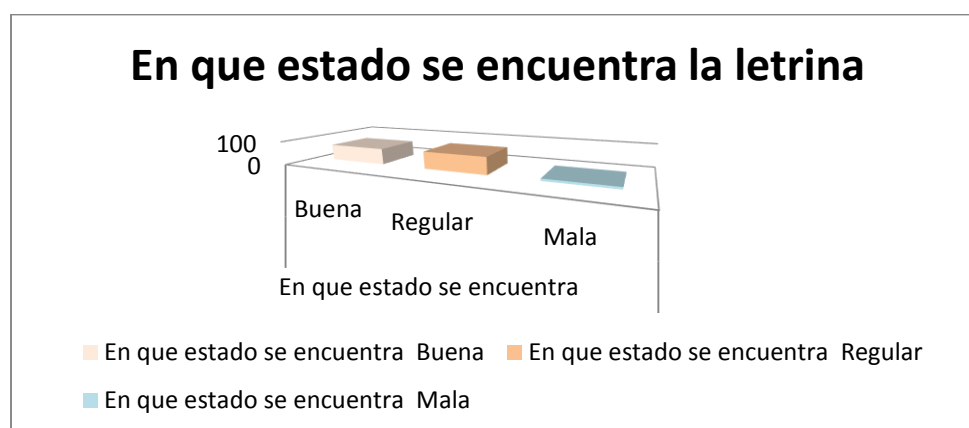 En que estado se encuentra la letrina
100
0
Buena
Regular
Mala
En que estado se encuentra
En que estado se encuentra Buena
En que estado se encuentra Regular
En que estado se encuentra Mala